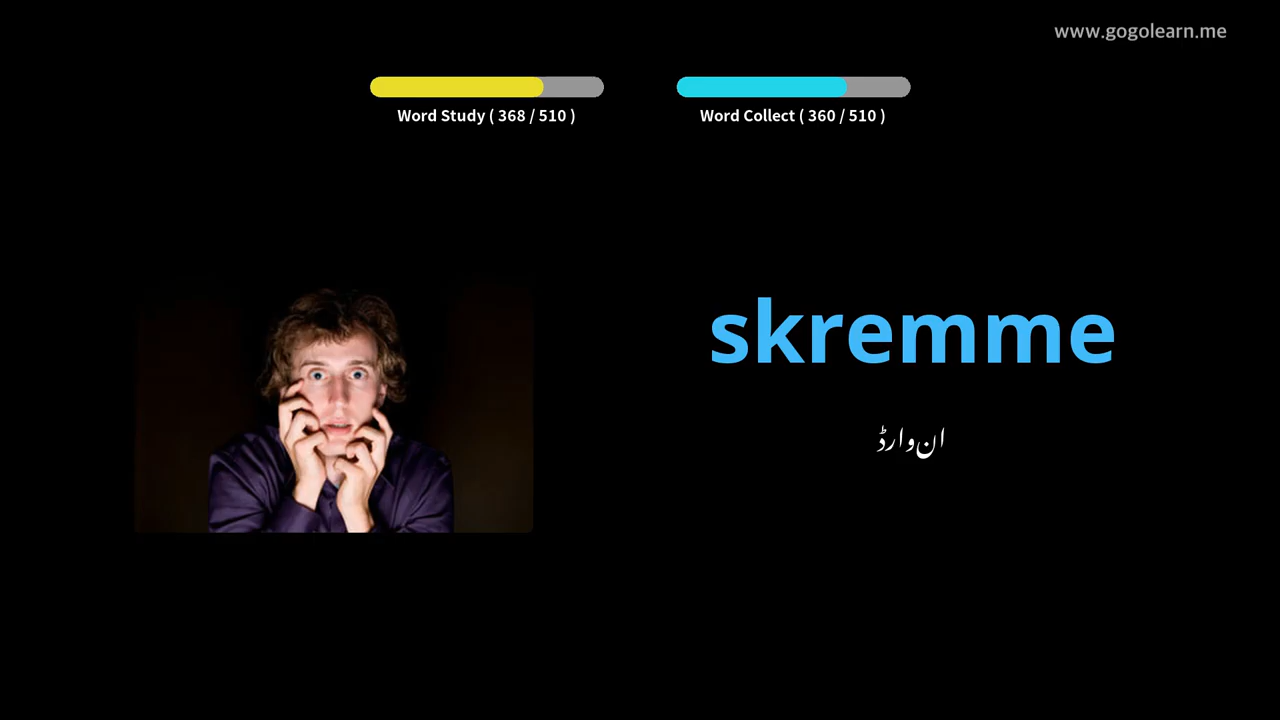 www.gogolearn.me
Word Study ( 368 / 510 )
Word Collect ( 360 / 510 )
skremme
ان وارڈ